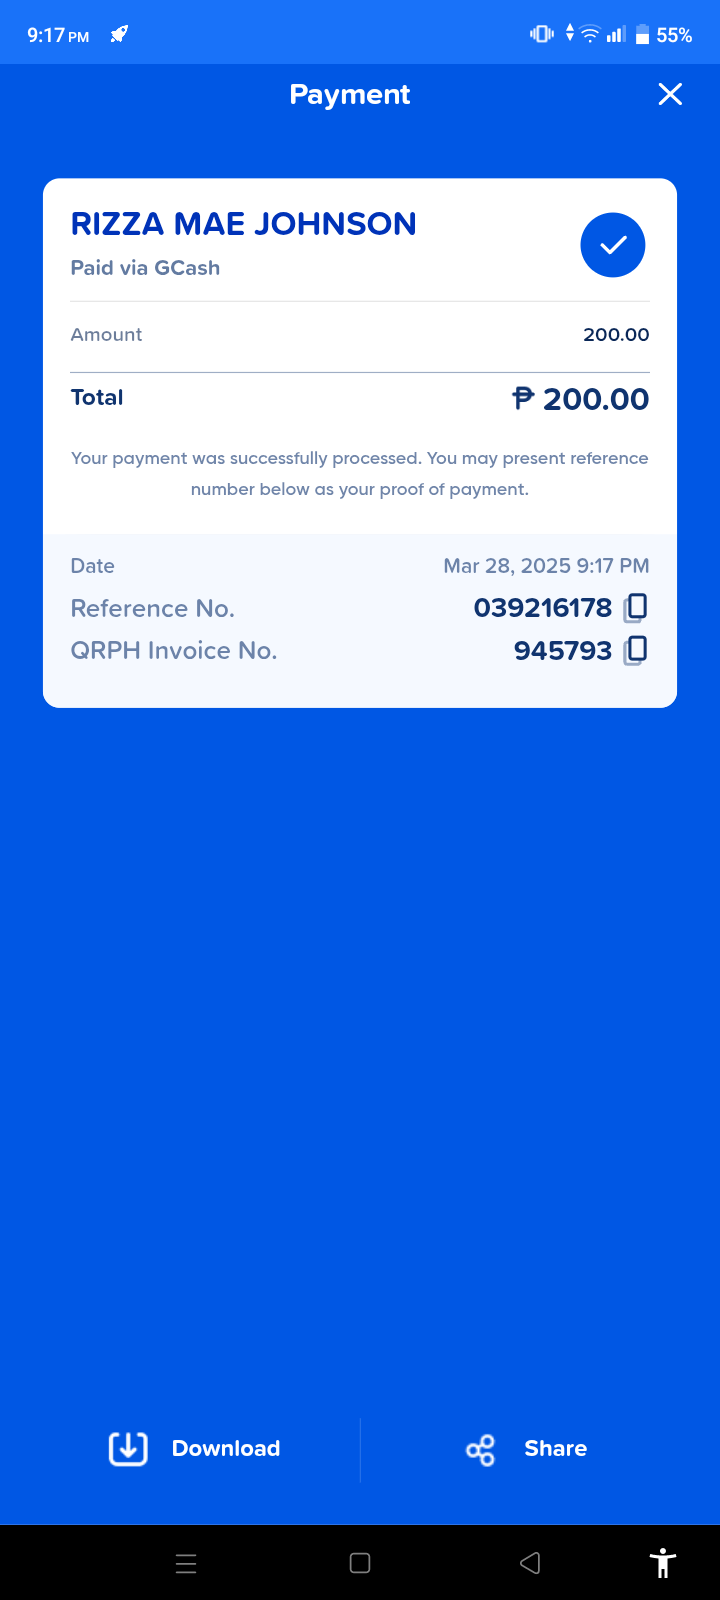 9:17 PM 55%
Payment
RIZZA MAE JOHNSON
Paid via GCash
Amount 200.00
Total ₱ 200.00
Your payment was successfully processed. You may present reference
number below as your proof of payment.
Date Mar 28, 2025 9:17 PM
Reference No. 039216178
QRPH Invoice No. 945793
Download Share